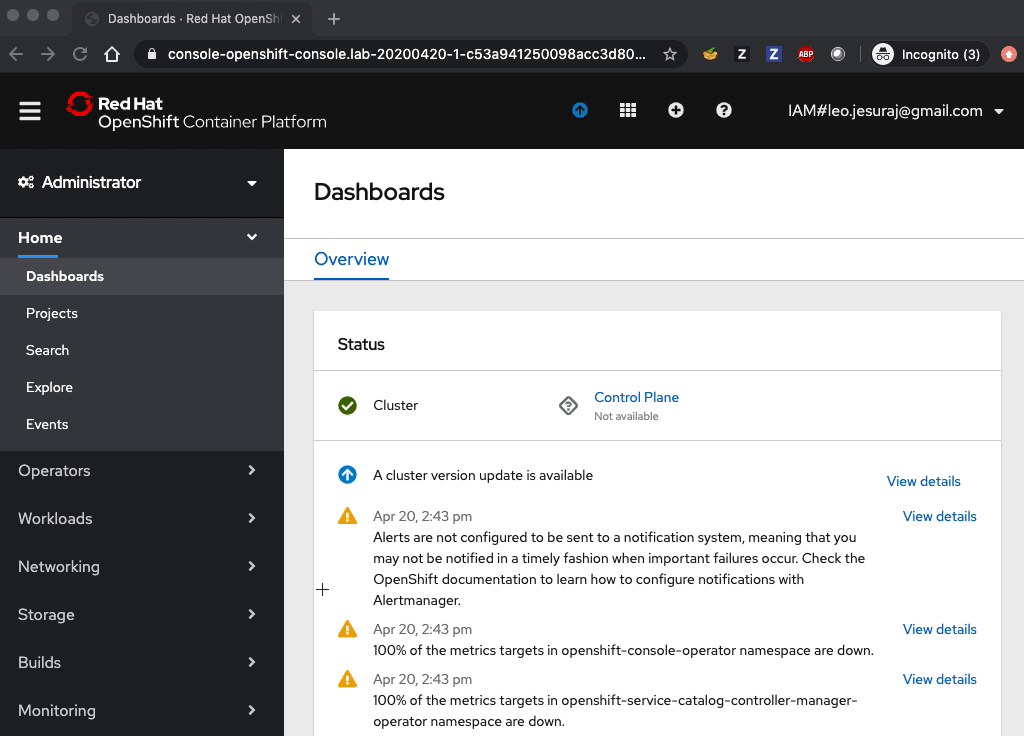 Dashboards · Red Hat OpenShi
console-openshift-console.lab-20200420-1-c53a941250098acc3d80...
Z
Z
ABP
Incognito (3)
Red Hat
OpenShift Container Platform
IAM#leo.jesuraj@gmail.com
Administrator
Home
Dashboards
Projects
Search
Explore
Events
Operators
Workloads
Networking
Storage
Builds
Monitoring
Dashboards
Overview
Status
Cluster
Control Plane
Not available
A cluster version update is available
View details
Apr 20, 2:43 pm
View details
Alerts are not configured to be sent to a notification system, meaning that you
may not be notified in a timely fashion when important failures occur. Check the
OpenShift documentation to learn how to configure notifications with
Alertmanager.
Apr 20, 2:43 pm
View details
100% of the metrics targets in openshift-console-operator namespace are down.
Apr 20, 2:43 pm
View details
100% of the metrics targets in openshift-service-catalog-controller-manager-
operator namespace are down.